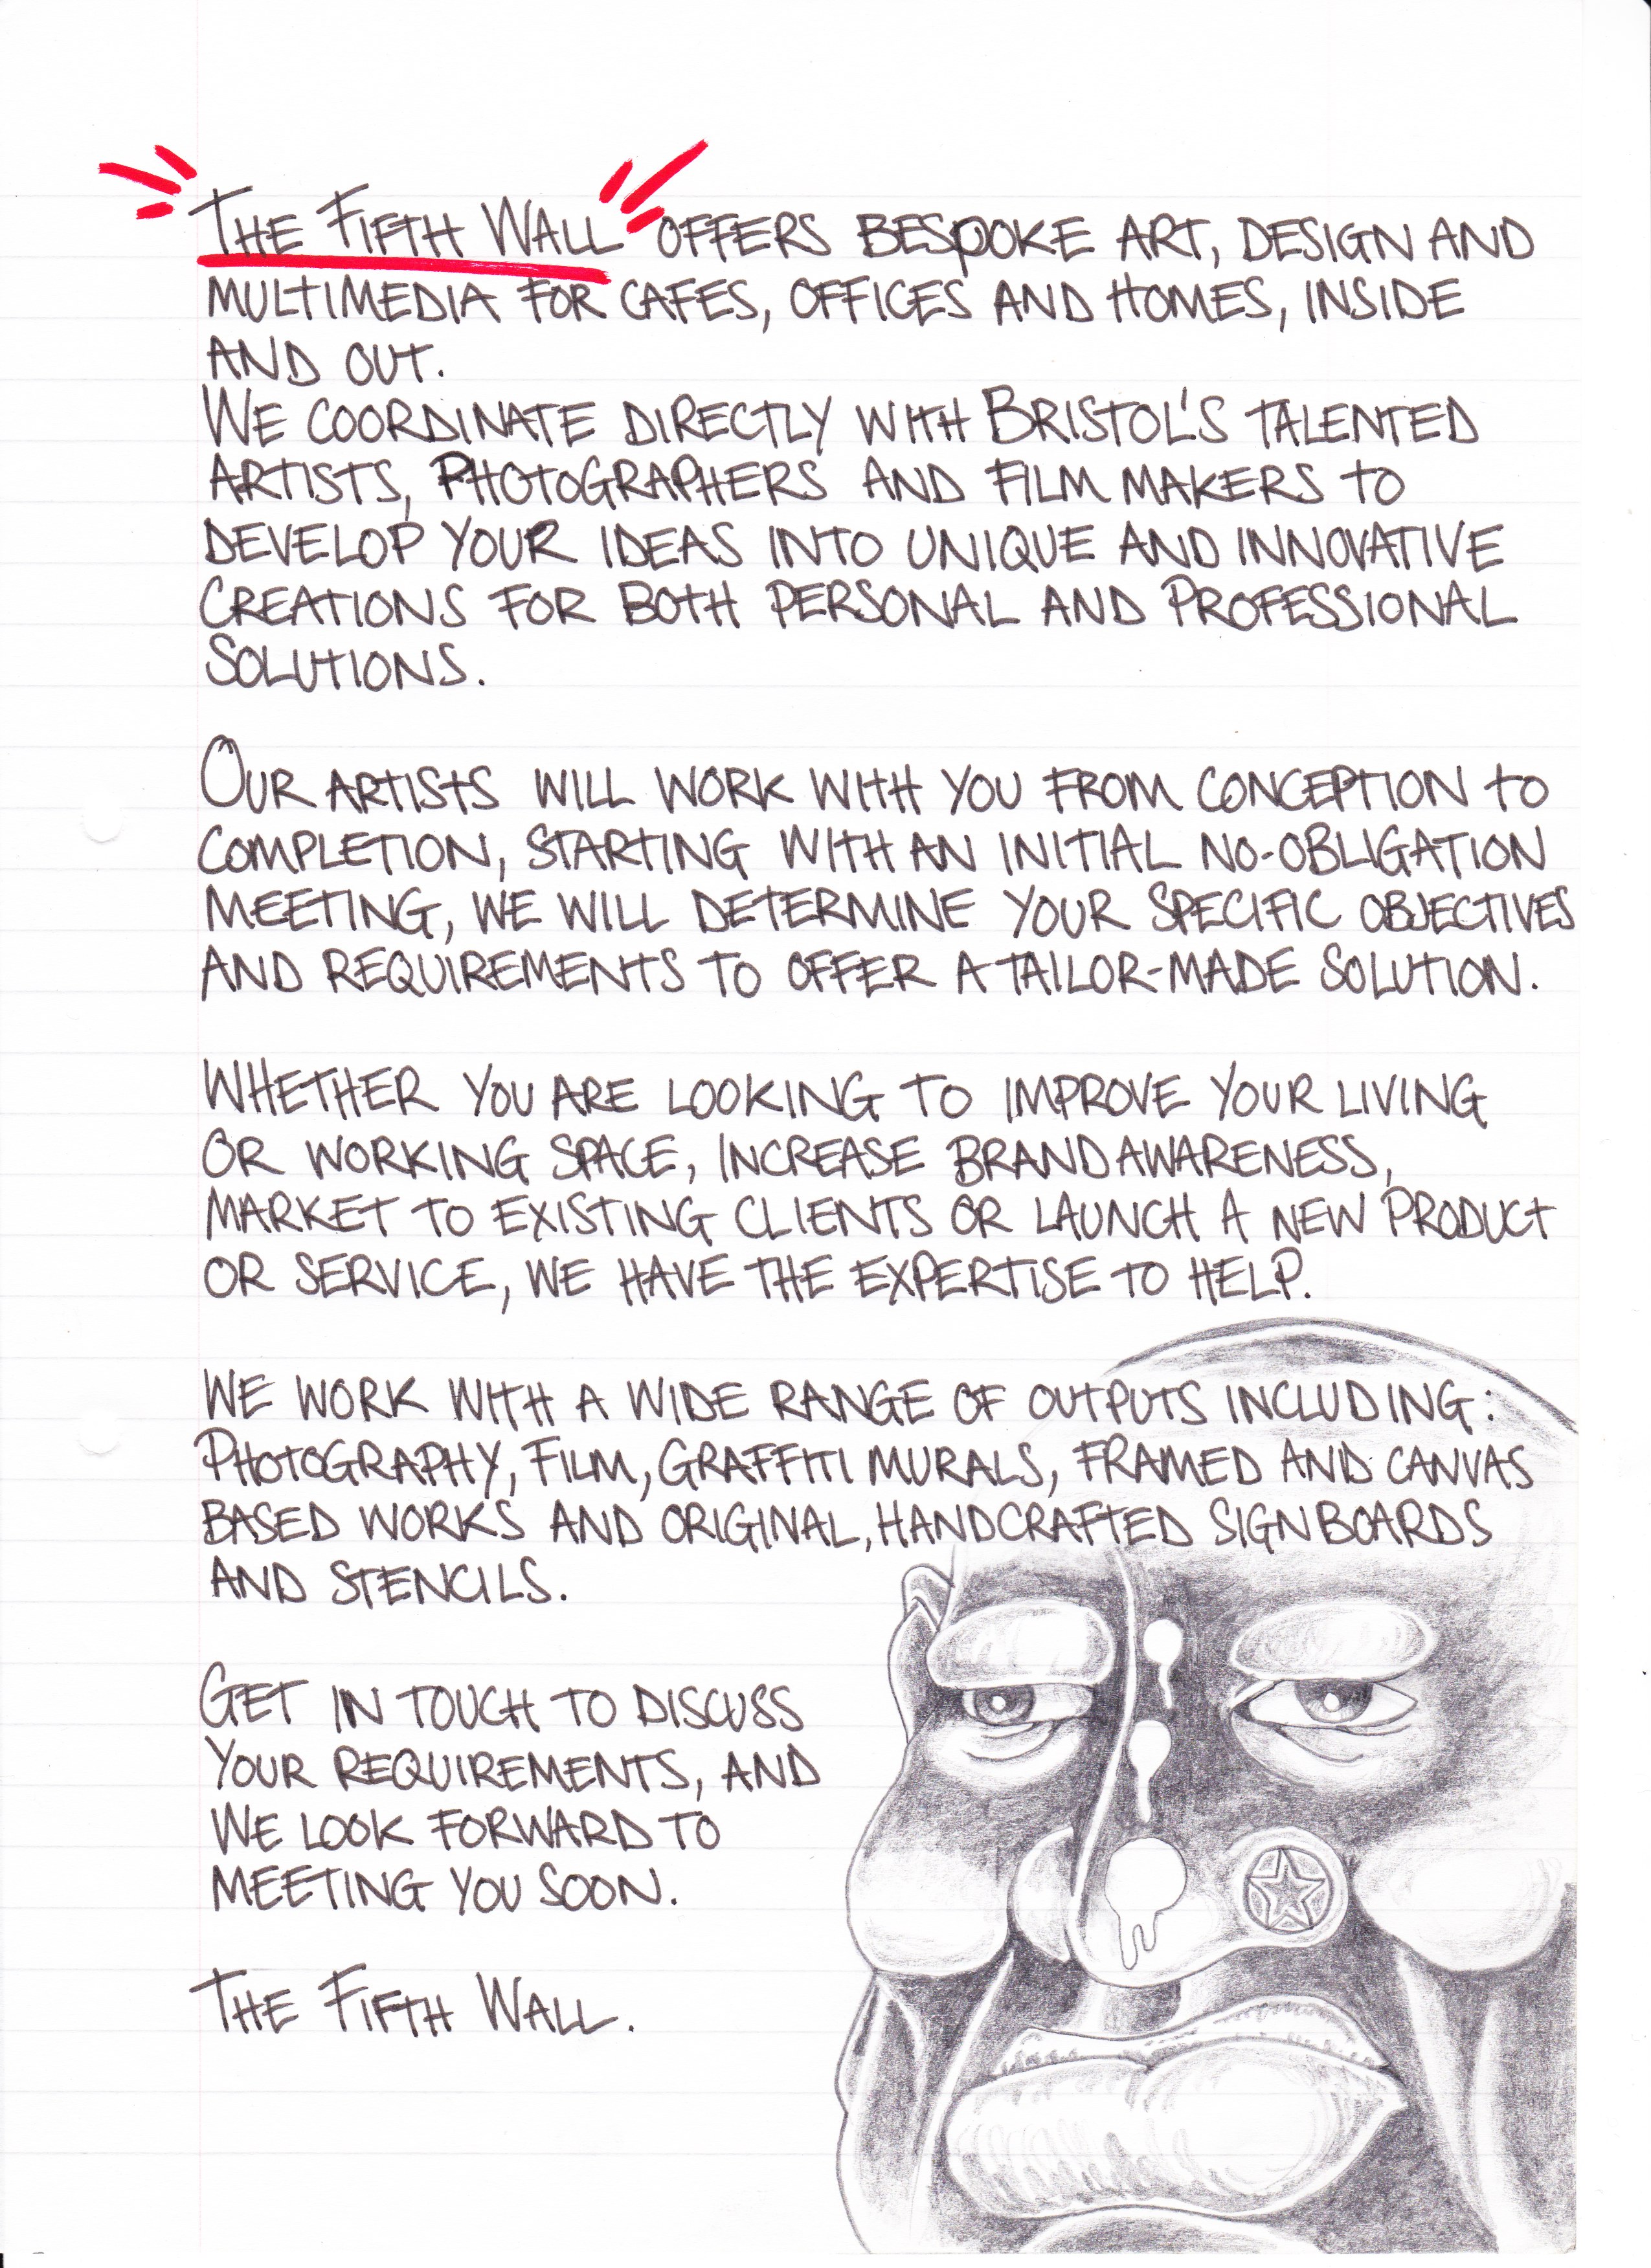 THE FIFTH WALL OFFERS BESPOKE ART, DESIGN AND
MULTIMEDIA FOR CAFES, OFFICES AND HOMES, INSIDE
AND OUT.
WE COORDINATE DIRECTLY WITH BRISTOL'S TALENTED
ARTISTS, PHOTOGRAPHERS AND FILM MAKERS TO
DEVELOP YOUR IDEAS INTO UNIQUE AND INNOVATIVE
CREATIONS FOR BOTH PERSONAL AND PROFESSIONAL
SOLUTIONS.
OUR ARTISTS WILL WORK WITH YOU FROM CONCEPTION TO
COMPLETION, STARTING WITH AN INITIAL NO-OBLIGATION
MEETING, WE WILL DETERMINE YOUR SPECIFIC OBJECTIVES
AND REQUIREMENTS TO OFFER A TAILOR-MADE SOLUTION.
WHETHER YOU ARE LOOKING TO IMPROVE YOUR LIVING
OR WORKING SPACE, INCREASE BRAND AWARENESS,
MARKET TO EXISTING CLIENTS OR LAUNCH A NEW PRODUCT
OR SERVICE, WE HAVE THE EXPERTISE TO HELP.
WE WORK WITH A WIDE RANGE OF OUTPUTS INCLUDING:
PHOTOGRAPHY, FILM, GRAFFITI MURALS, FRAMED AND CANVAS
BASED WORKS AND ORIGINAL, HANDCRAFTED SIGN BOARDS
AND STENCILS.
GET IN TOUCH TO DISCUSS
YOUR REQUIREMENTS, AND
WE LOOK FORWARD TO
MEETING YOU SOON.
THE FIFTH WALL.